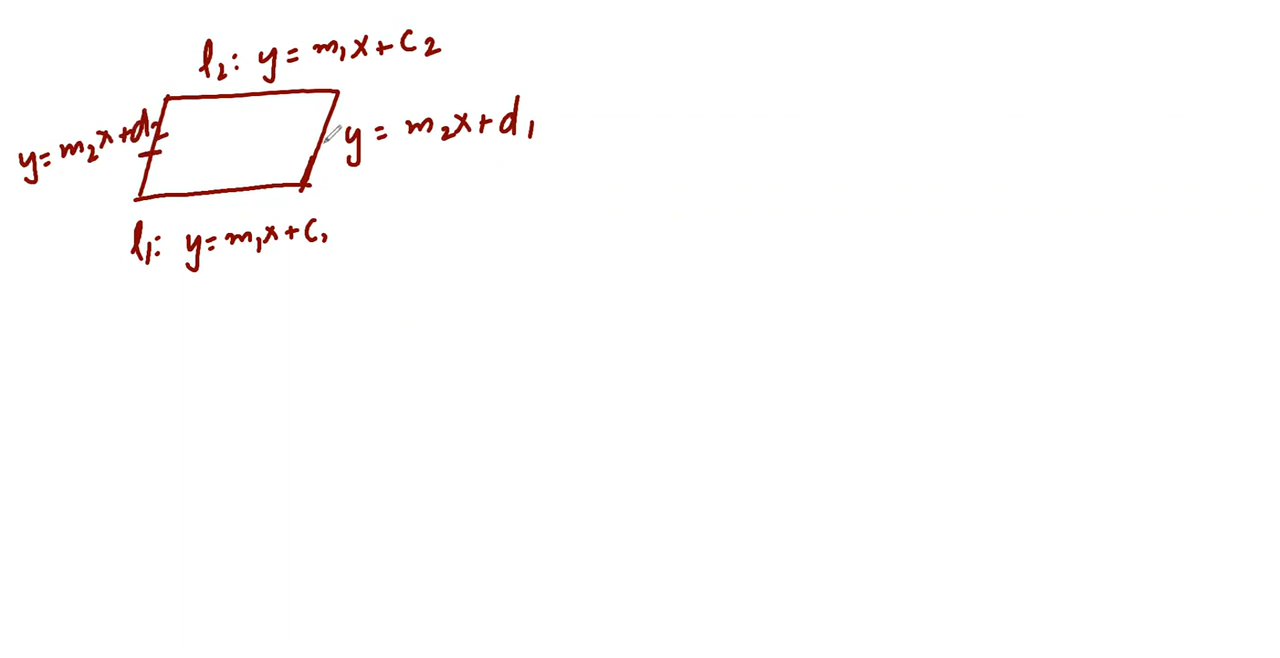 l₂: y = m₁x + c₂
y = m₂x + d₂
y = m₂x + d₁
l₁: y = m₁x + c₁